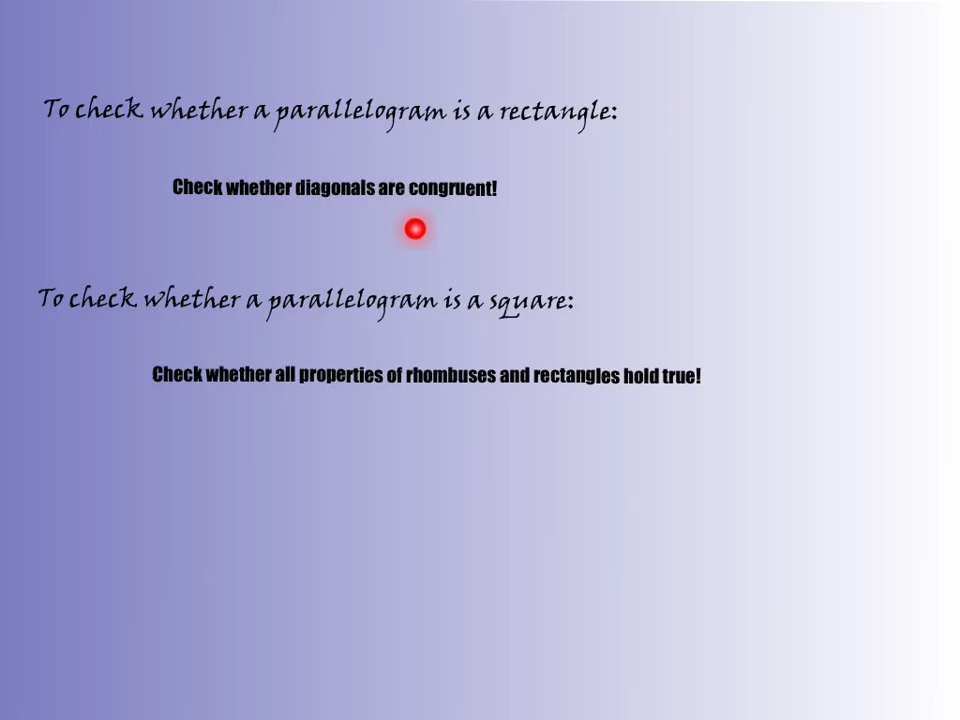 To check whether a parallelogram is a rectangle:
Check whether diagonals are congruent!
To check whether a parallelogram is a square:
Check whether all properties of rhombuses and rectangles hold true!